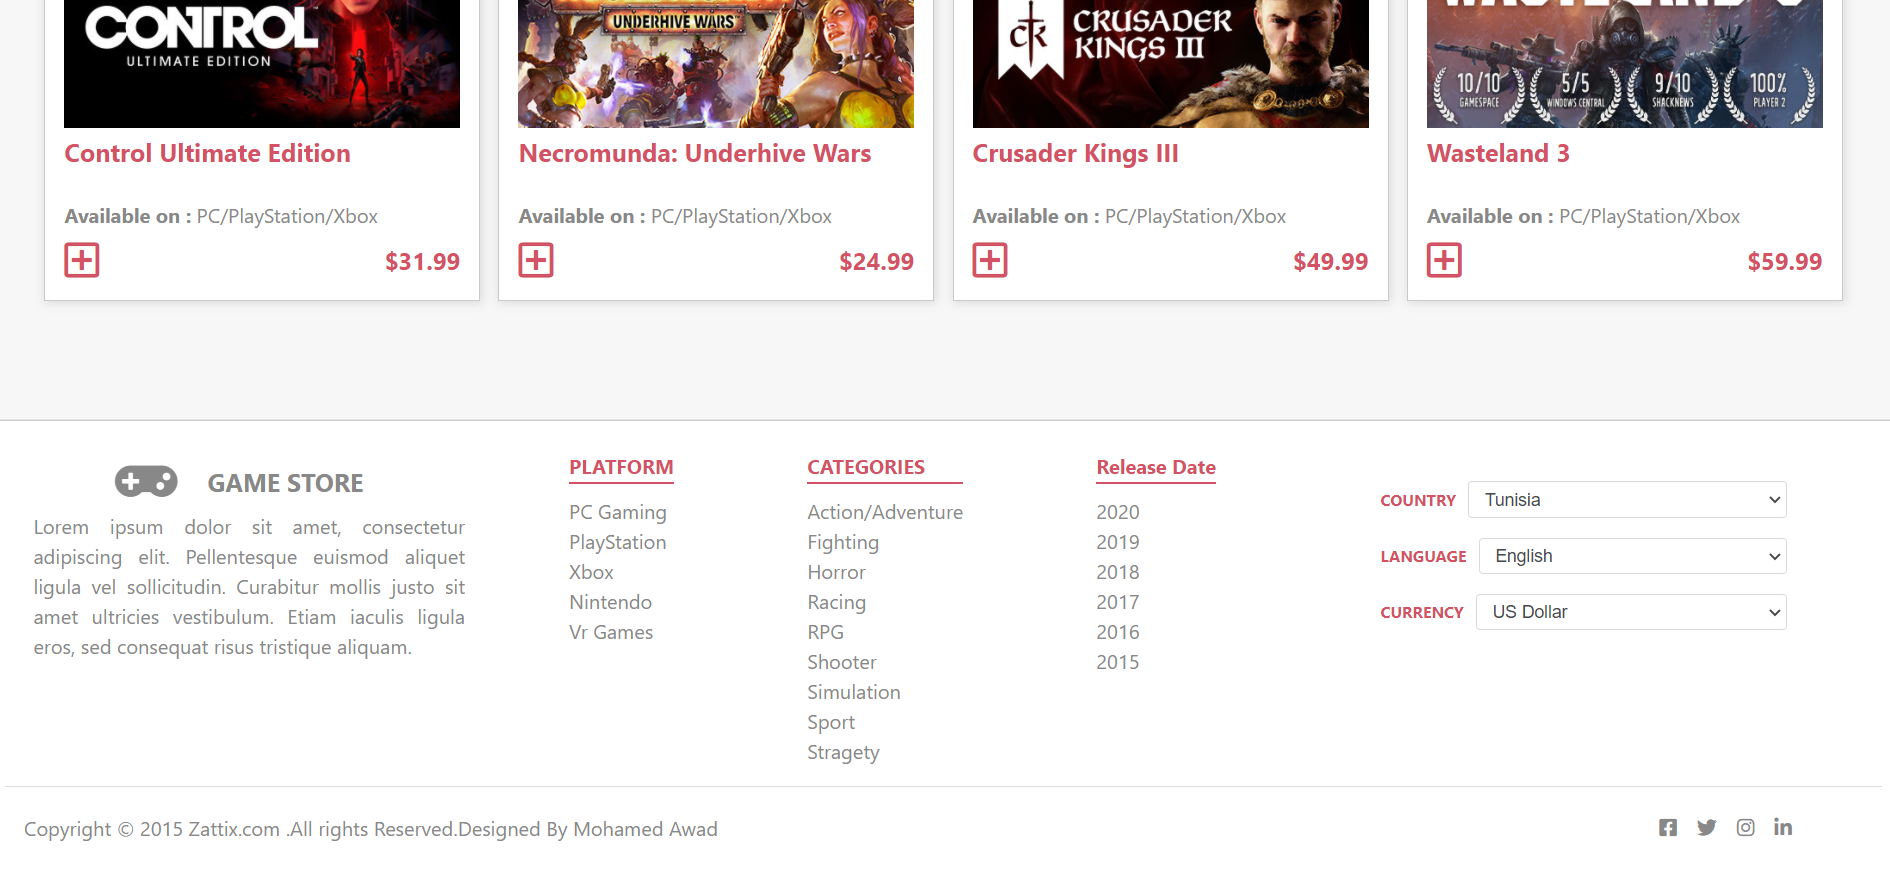 CONTROL
ULTIMATE EDITION
UNDERHIVE WARS™
CK
CRUSADER
KINGS III
10/10
GAMESPACE
5/5
WINDOWS CENTRAL
9/10
SHACKNEWS
100%
PLAYER 2
Control Ultimate Edition
Available on : PC/PlayStation/Xbox
$31.99
Necromunda: Underhive Wars
Available on : PC/PlayStation/Xbox
$24.99
Crusader Kings III
Available on : PC/PlayStation/Xbox
$49.99
Wasteland 3
Available on : PC/PlayStation/Xbox
$59.99
GAME STORE
Lorem ipsum dolor sit amet, consectetur
adipiscing elit. Pellentesque euismod aliquet
ligula vel sollicitudin. Curabitur mollis justo sit
amet ultricies vestibulum. Etiam iaculis ligula
eros, sed consequat risus tristique aliquam.
PLATFORM
PC Gaming
PlayStation
Xbox
Nintendo
Vr Games
CATEGORIES
Action/Adventure
Fighting
Horror
Racing
RPG
Shooter
Simulation
Sport
Stragety
Release Date
2020
2019
2018
2017
2016
2015
COUNTRY Tunisia
LANGUAGE English
CURRENCY US Dollar
Copyright © 2015 Zattix.com .All rights Reserved.Designed By Mohamed Awad